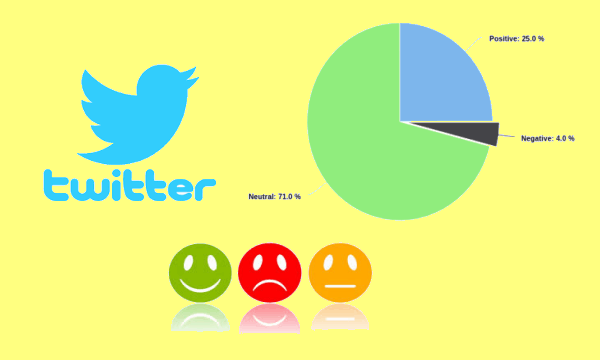 twitter
Positive: 25.0 %
Negative: 4.0 %
Neutral: 71.0 %